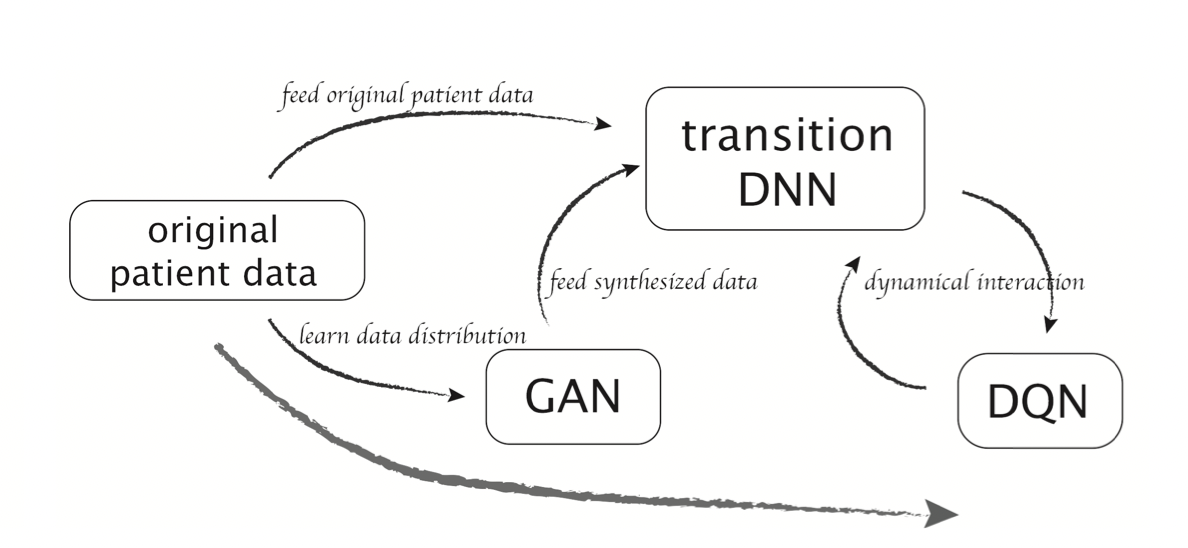 feed original patient data
transition
DNN
original
patient data
feed synthesized data
dynamical interaction
learn data distribution
GAN
DQN